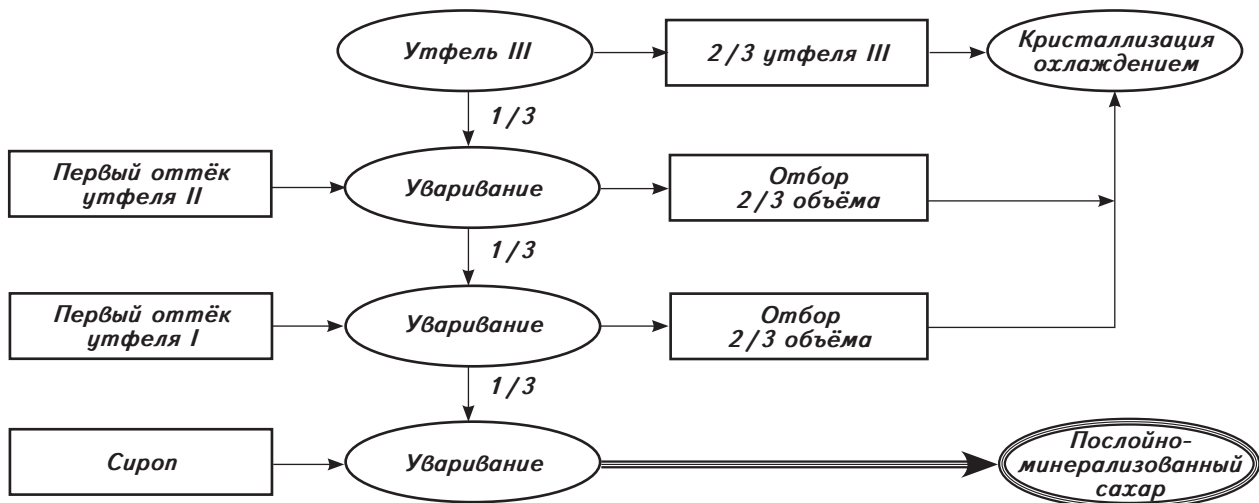 Утфель III
2/3 утфеля III
Кристаллизация
охлаждением
1/3
Первый оттёк
утфеля II
Уваривание
Отбор
2/3 объёма
1/3
Первый оттёк
утфеля I
Уваривание
Отбор
2/3 объёма
1/3
Сироп
Уваривание
Послойно-
минерализованный
сахар